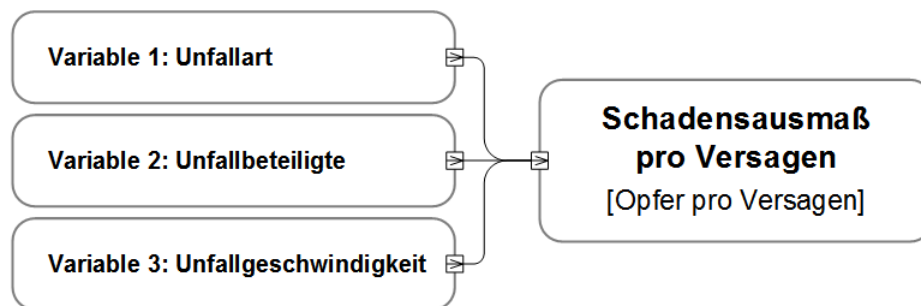 Variable 1: Unfallart
Variable 2: Unfallbeteiligte
Variable 3: Unfallgeschwindigkeit
Schadensausmaß
pro Versagen
[Opfer pro Versagen]